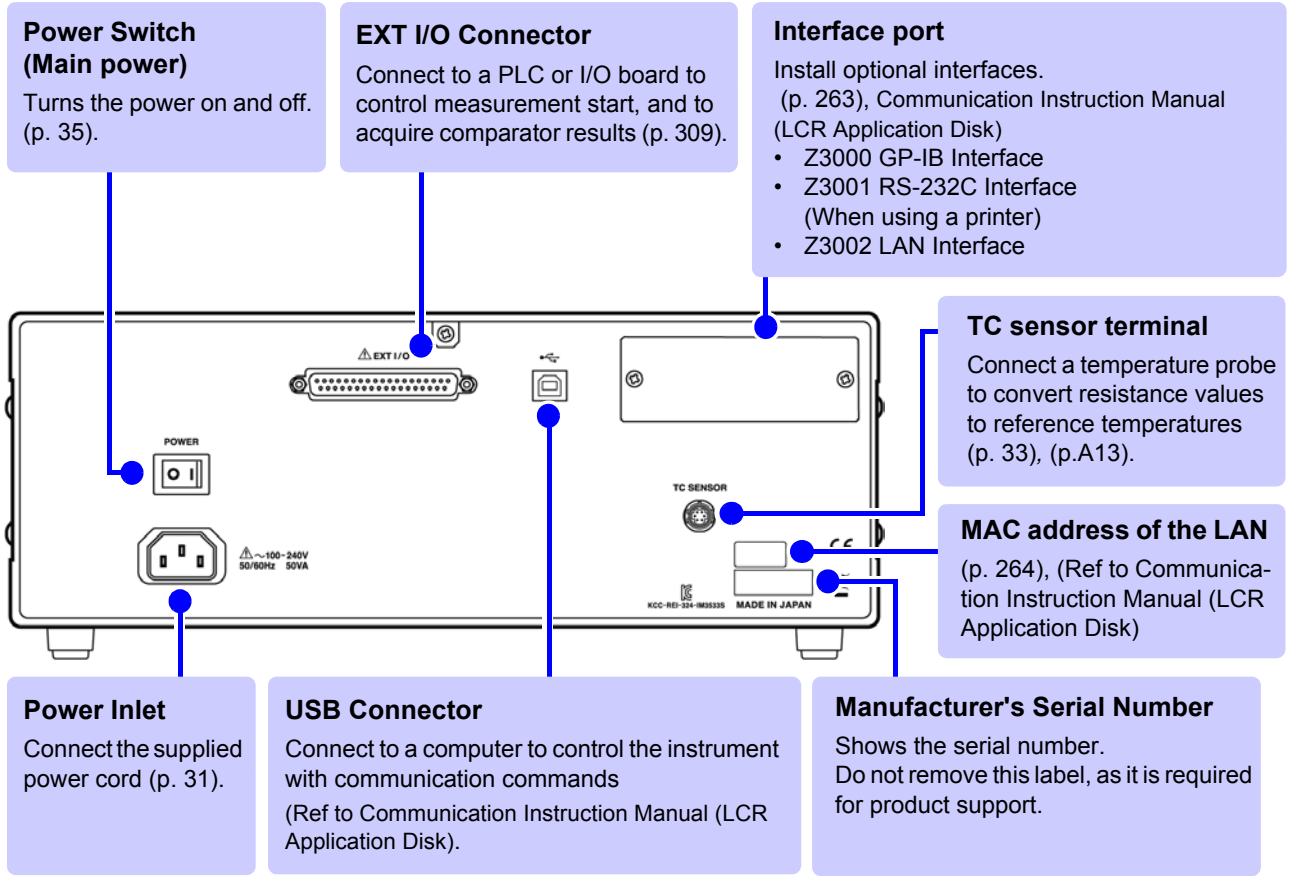 Power Switch
(Main power)
Turns the power on and off.
(p. 35).
EXT I/O Connector
Connect to a PLC or I/O board to
control measurement start, and to
acquire comparator results (p. 309).
Interface port
Install optional interfaces.
(p. 263), Communication Instruction Manual
(LCR Application Disk)
• Z3000 GP-IB Interface
• Z3001 RS-232C Interface
(When using a printer)
• Z3002 LAN Interface
EXT I/O
POWER
O I
~100-240V
50/60Hz 50VA
TC SENSOR
KCC-REI-324-IM3533S
MADE IN JAPAN
TC sensor terminal
Connect a temperature probe
to convert resistance values
to reference temperatures
(p. 33), (p.A13).
MAC address of the LAN
(p. 264), (Ref to Communica-
tion Instruction Manual (LCR
Application Disk)
Power Inlet
Connect the supplied
power cord (p. 31).
USB Connector
Connect to a computer to control the instrument
with communication commands
(Ref to Communication Instruction Manual (LCR
Application Disk).
Manufacturer's Serial Number
Shows the serial number.
Do not remove this label, as it is required
for product support.